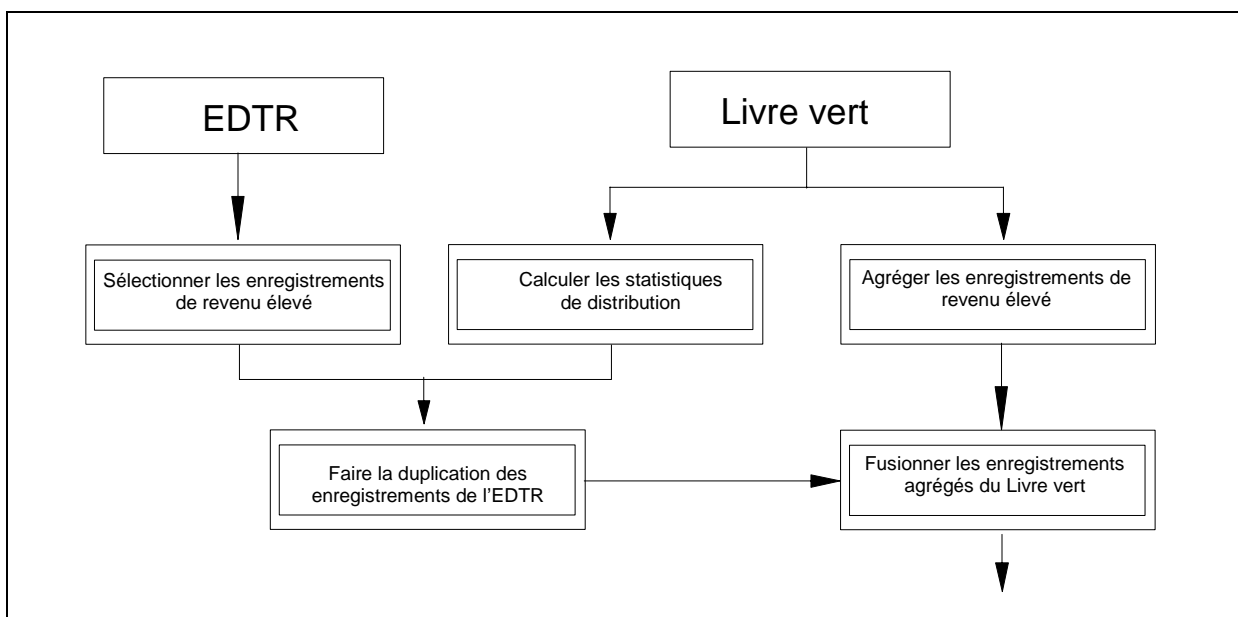 EDTR
Livre vert
Sélectionner les enregistrements
de revenu élevé
Calculer les statistiques
de distribution
Agréger les enregistrements de
revenu élevé
Faire la duplication des
enregistrements de l'EDTR
Fusionner les enregistrements
agrégés du Livre vert